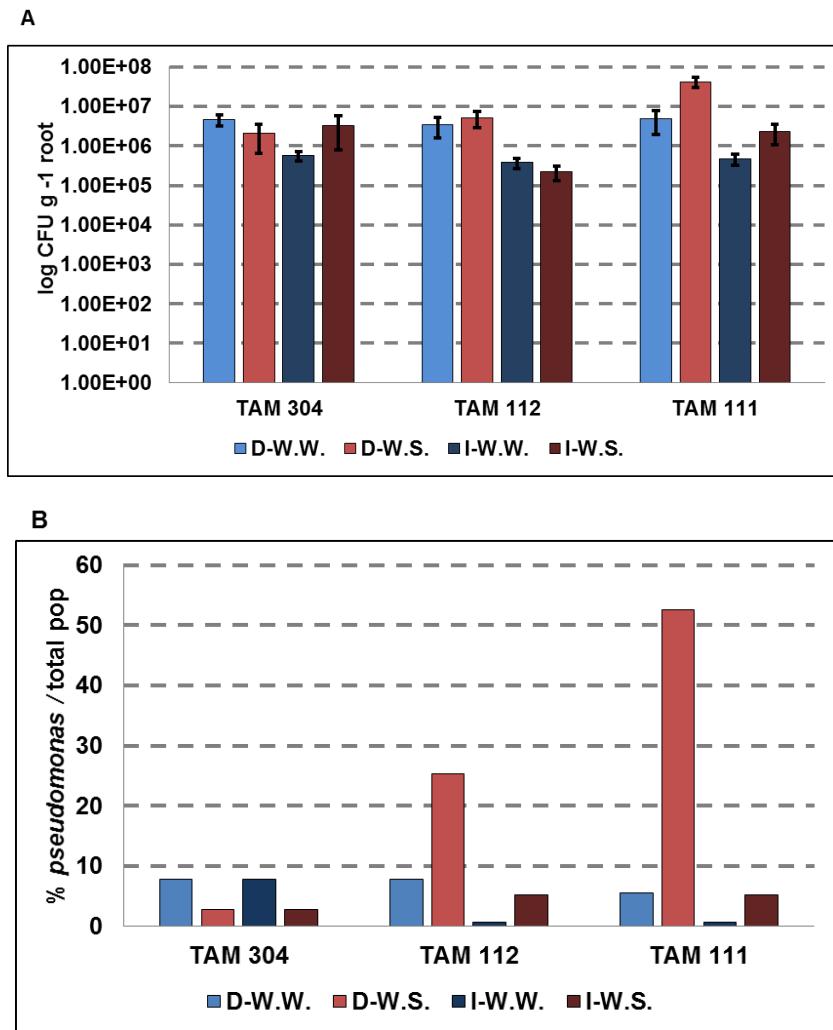 A
log CFU g -1 root
1.00E+08
1.00E+07
1.00E+06
1.00E+05
1.00E+04
1.00E+03
1.00E+02
1.00E+01
1.00E+00
TAM 304 TAM 112 TAM 111
D-W.W. D-W.S. I-W.W. I-W.S.
B
% pseudomonas / total pop
60
50
40
30
20
10
0
TAM 304 TAM 112 TAM 111
D-W.W. D-W.S. I-W.W. I-W.S.